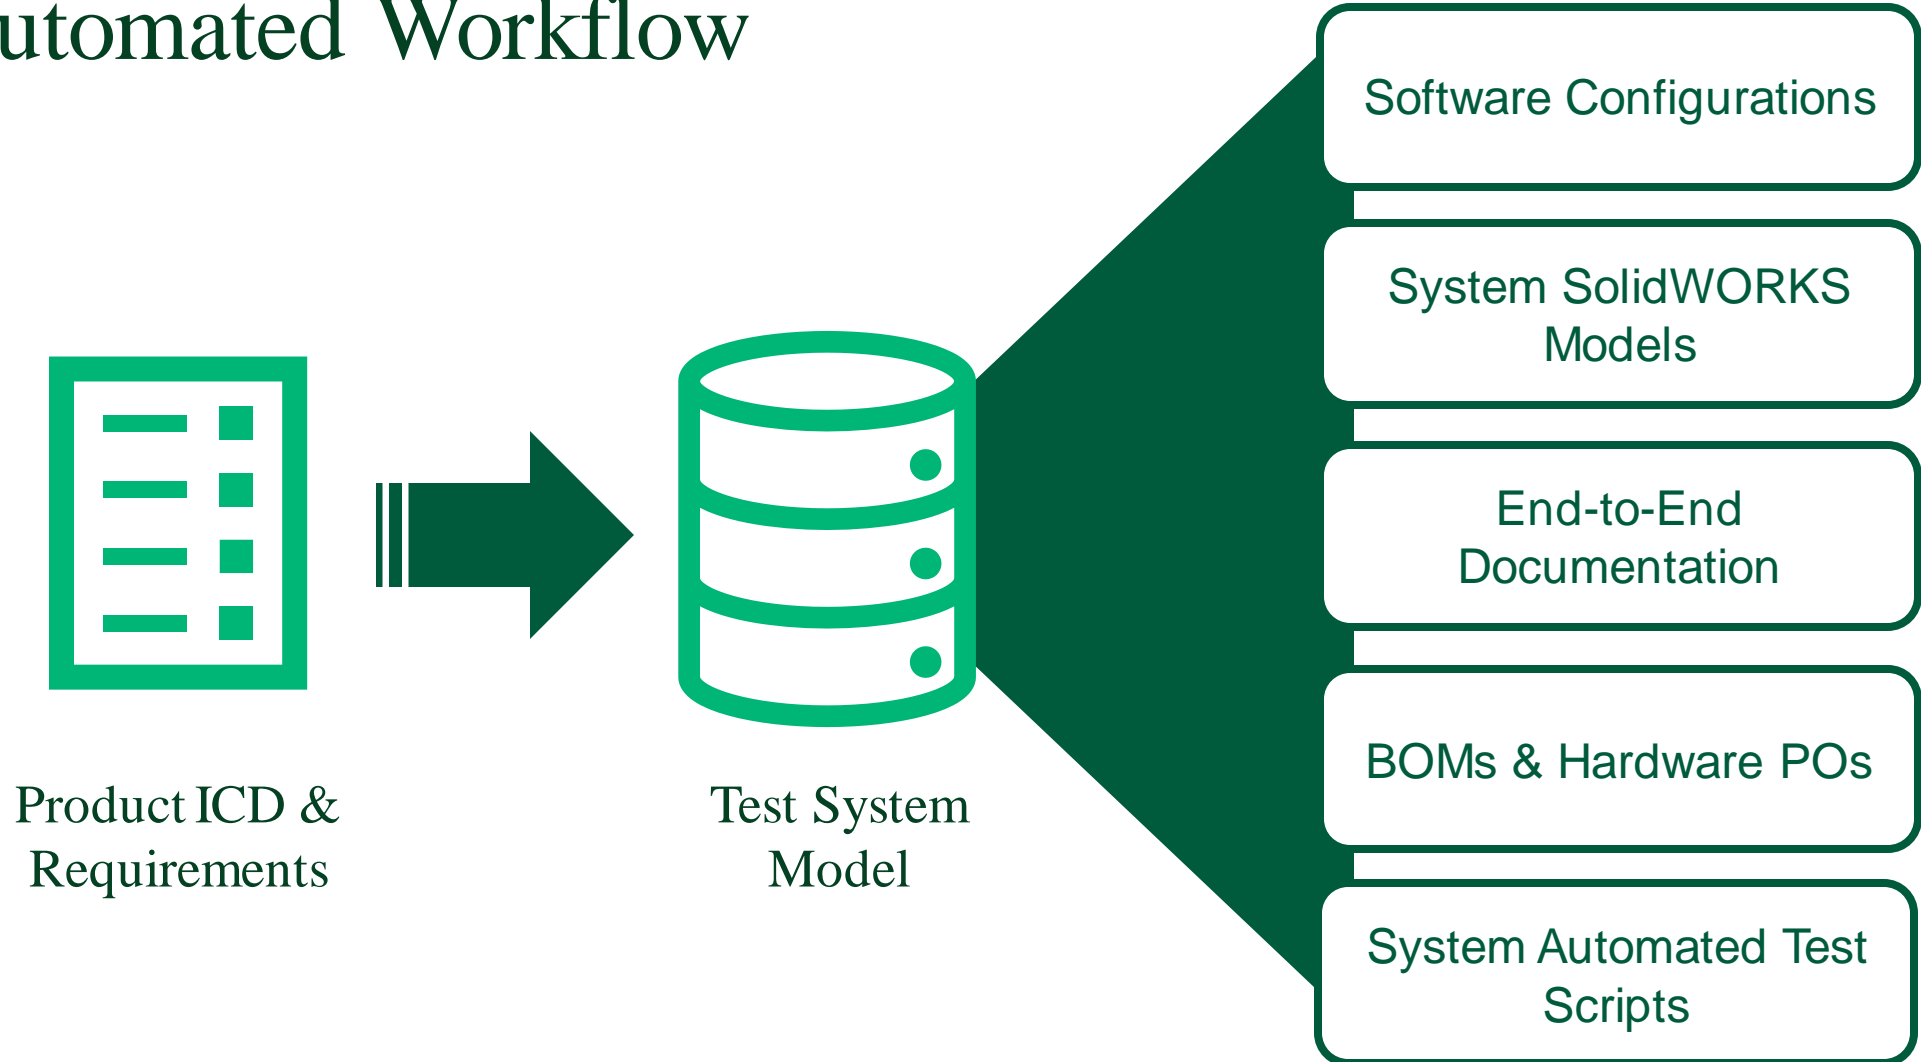 utomated Workflow
Software Configurations
System SolidWORKS
Models
End-to-End
Documentation
BOMs & Hardware POs
System Automated Test
Scripts
Product ICD &
Requirements
Test System
Model